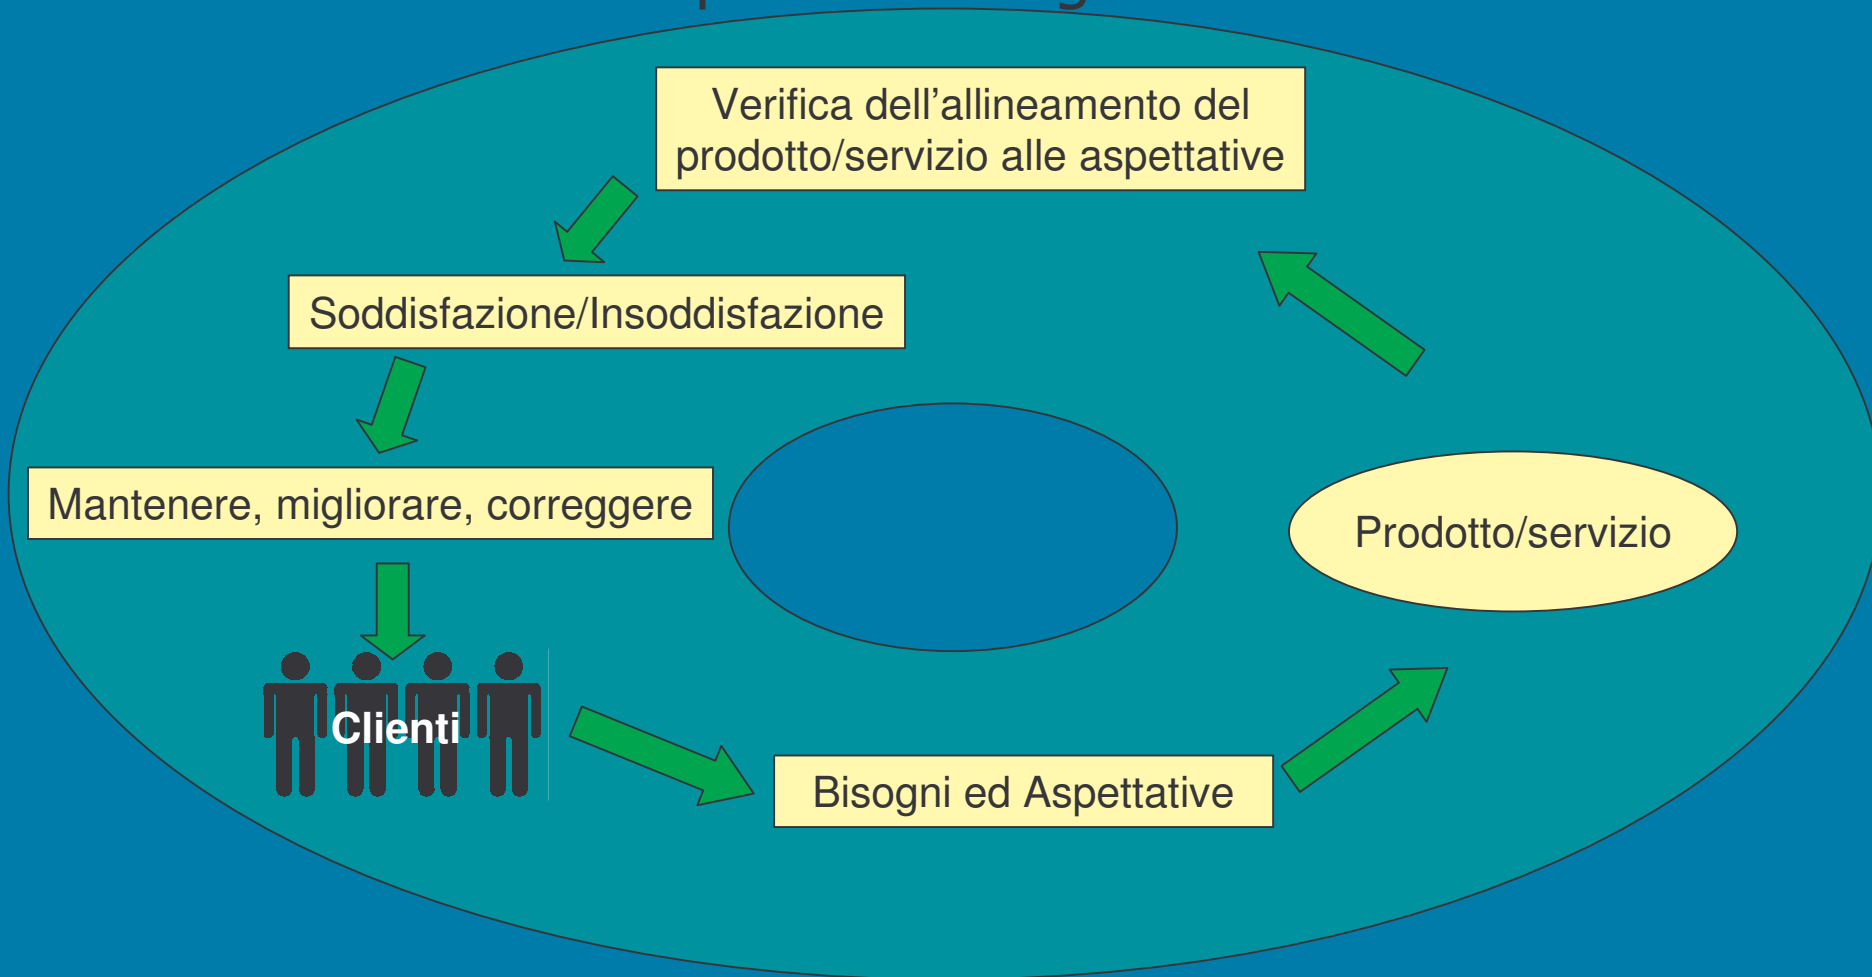 Verifica dell’allineamento del
prodotto/servizio alle aspettative
Soddisfazione/Insoddisfazione
Mantenere, migliorare, correggere
Prodotto/servizio
Clienti
Bisogni ed Aspettative